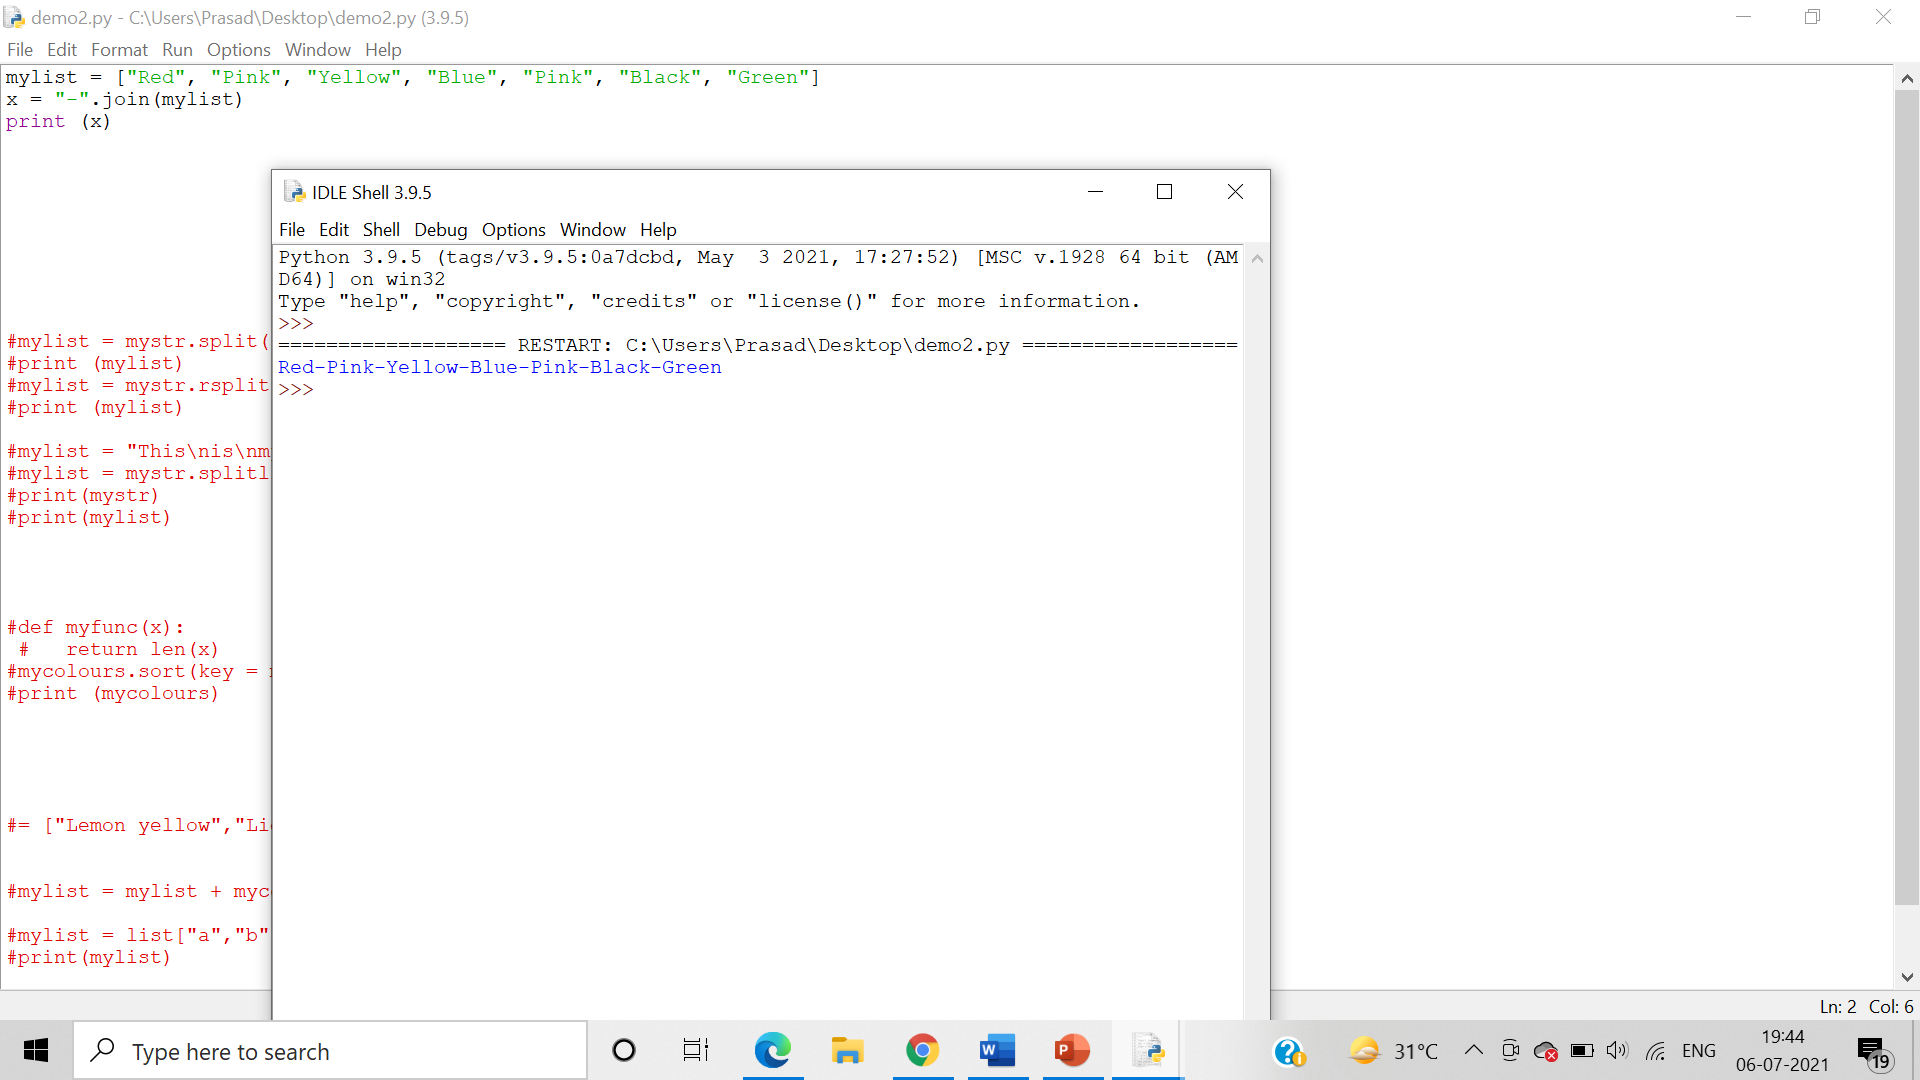 demo2.py - C:\Users\Prasad\Desktop\demo2.py (3.9.5)
File Edit Format Run Options Window Help
mylist = ["Red", "Pink", "Yellow", "Blue", "Pink", "Black", "Green"]
x = "-".join(mylist)
print (x)
IDLE Shell 3.9.5
File Edit Shell Debug Options Window Help
Python 3.9.5 (tags/v3.9.5:0a7dcbd, May  3 2021, 17:27:52) [MSC v.1928 64 bit (AM
D64)] on win32
Type "help", "copyright", "credits" or "license()" for more information.
>>>
=================== RESTART: C:\Users\Prasad\Desktop\demo2.py ==================
Red-Pink-Yellow-Blue-Pink-Black-Green
>>>
#mylist = mystr.split(
#print (mylist)
#mylist = mystr.rsplit
#print (mylist)
#mylist = "This\nis\nm
#mylist = mystr.splitl
#print(mystr)
#print(mylist)
#def myfunc(x):
 #   return len(x)
#mycolours.sort(key =
#print (mycolours)
#= ["Lemon yellow","Li
#mylist = mylist + myc
#mylist = list["a","b"
#print(mylist)
Ln: 2 Col: 6
Type here to search
31°C
ENG
19:44
06-07-2021
19